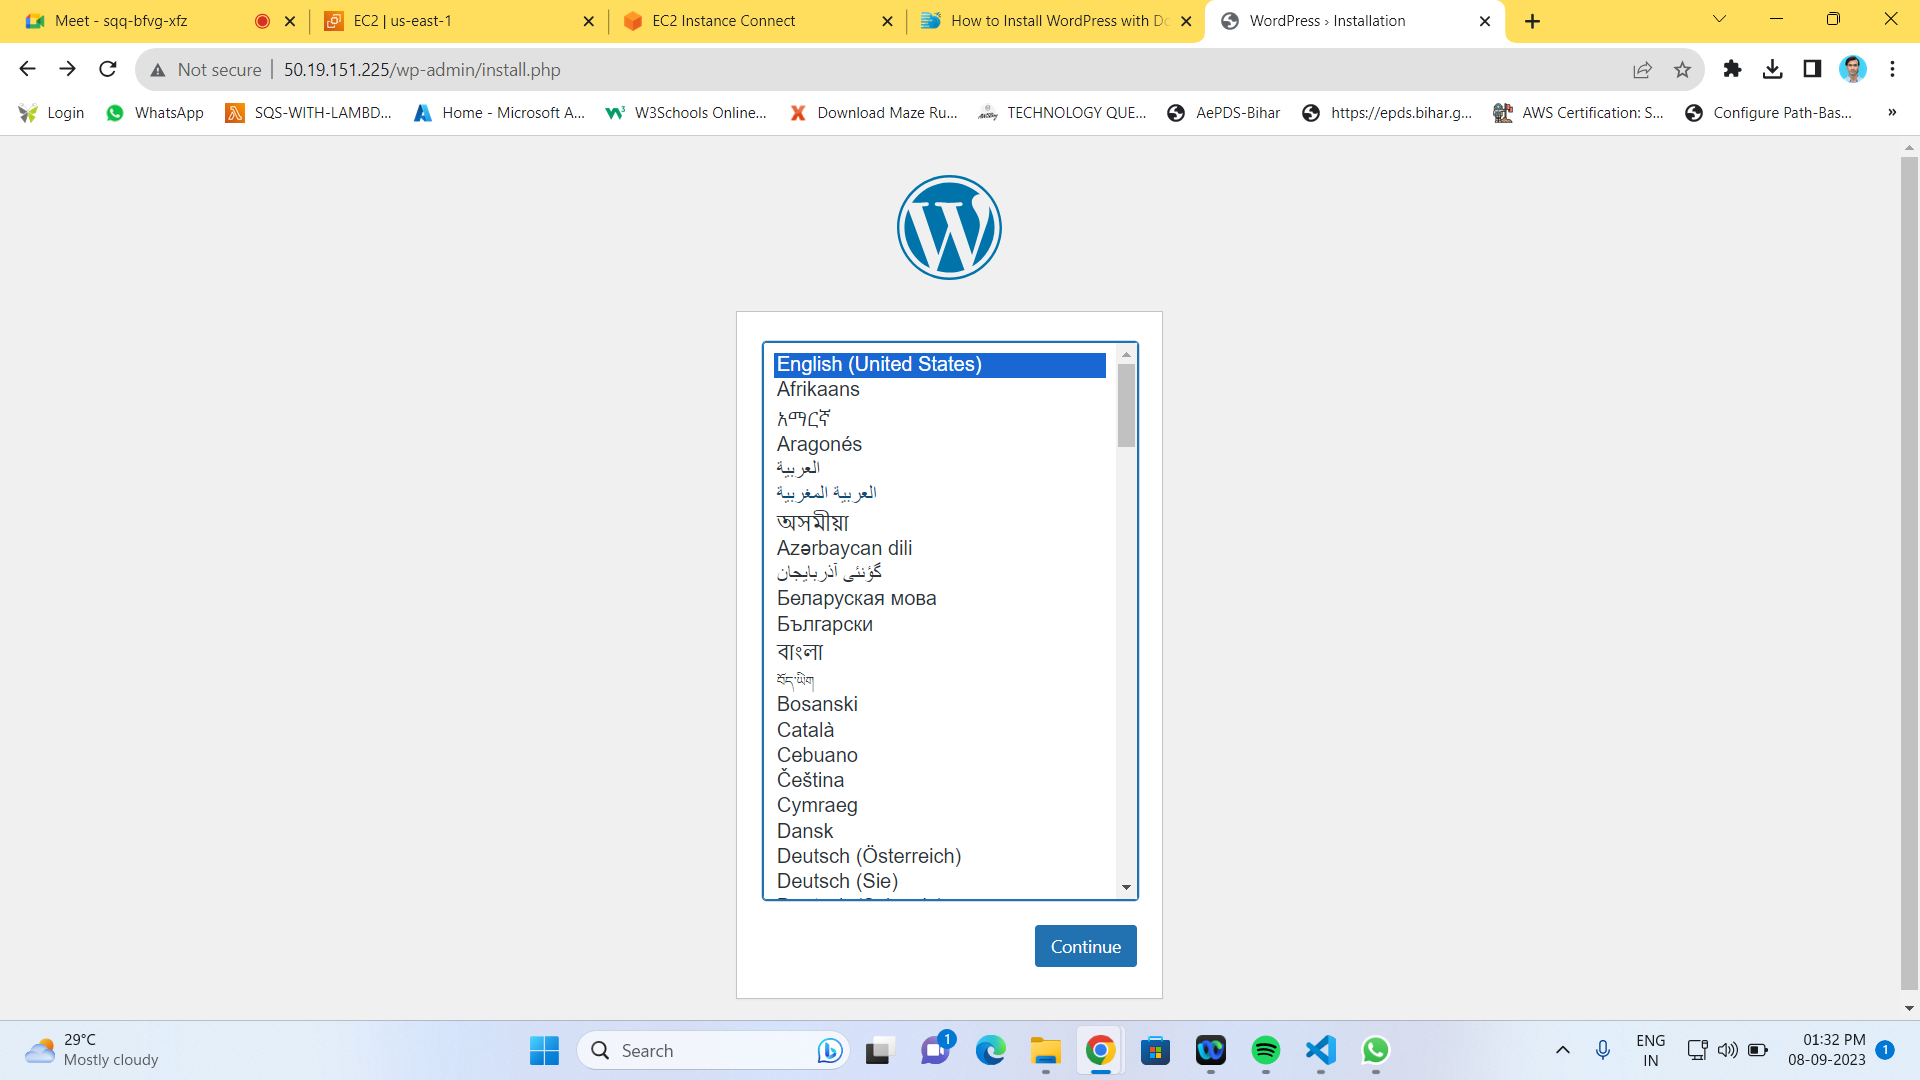 Meet - sqq-bfvg-xfz
EC2 | us-east-1
EC2 Instance Connect
How to Install WordPress with Do
WordPress › Installation
Not secure | 50.19.151.225/wp-admin/install.php
Login
WhatsApp
SQS-WITH-LAMBD...
Home - Microsoft A...
W3Schools Online...
Download Maze Ru...
TECHNOLOGY QUE...
AePDS-Bihar
https://epds.bihar.g...
AWS Certification: S...
Configure Path-Bas...
»
English (United States)
Afrikaans
አማርኛ
Aragonés
العربية
العربية المغربية
অসমীয়া
Azərbaycan dili
گؤنئی آذربایجان
Беларуская мова
Български
বাংলা
བོད་ཡིག
Bosanski
Català
Cebuano
Čeština
Cymraeg
Dansk
Deutsch (Österreich)
Deutsch (Sie)
Continue
29°C
Mostly cloudy
Search
1
ENG
IN
01:32 PM
08-09-2023
1